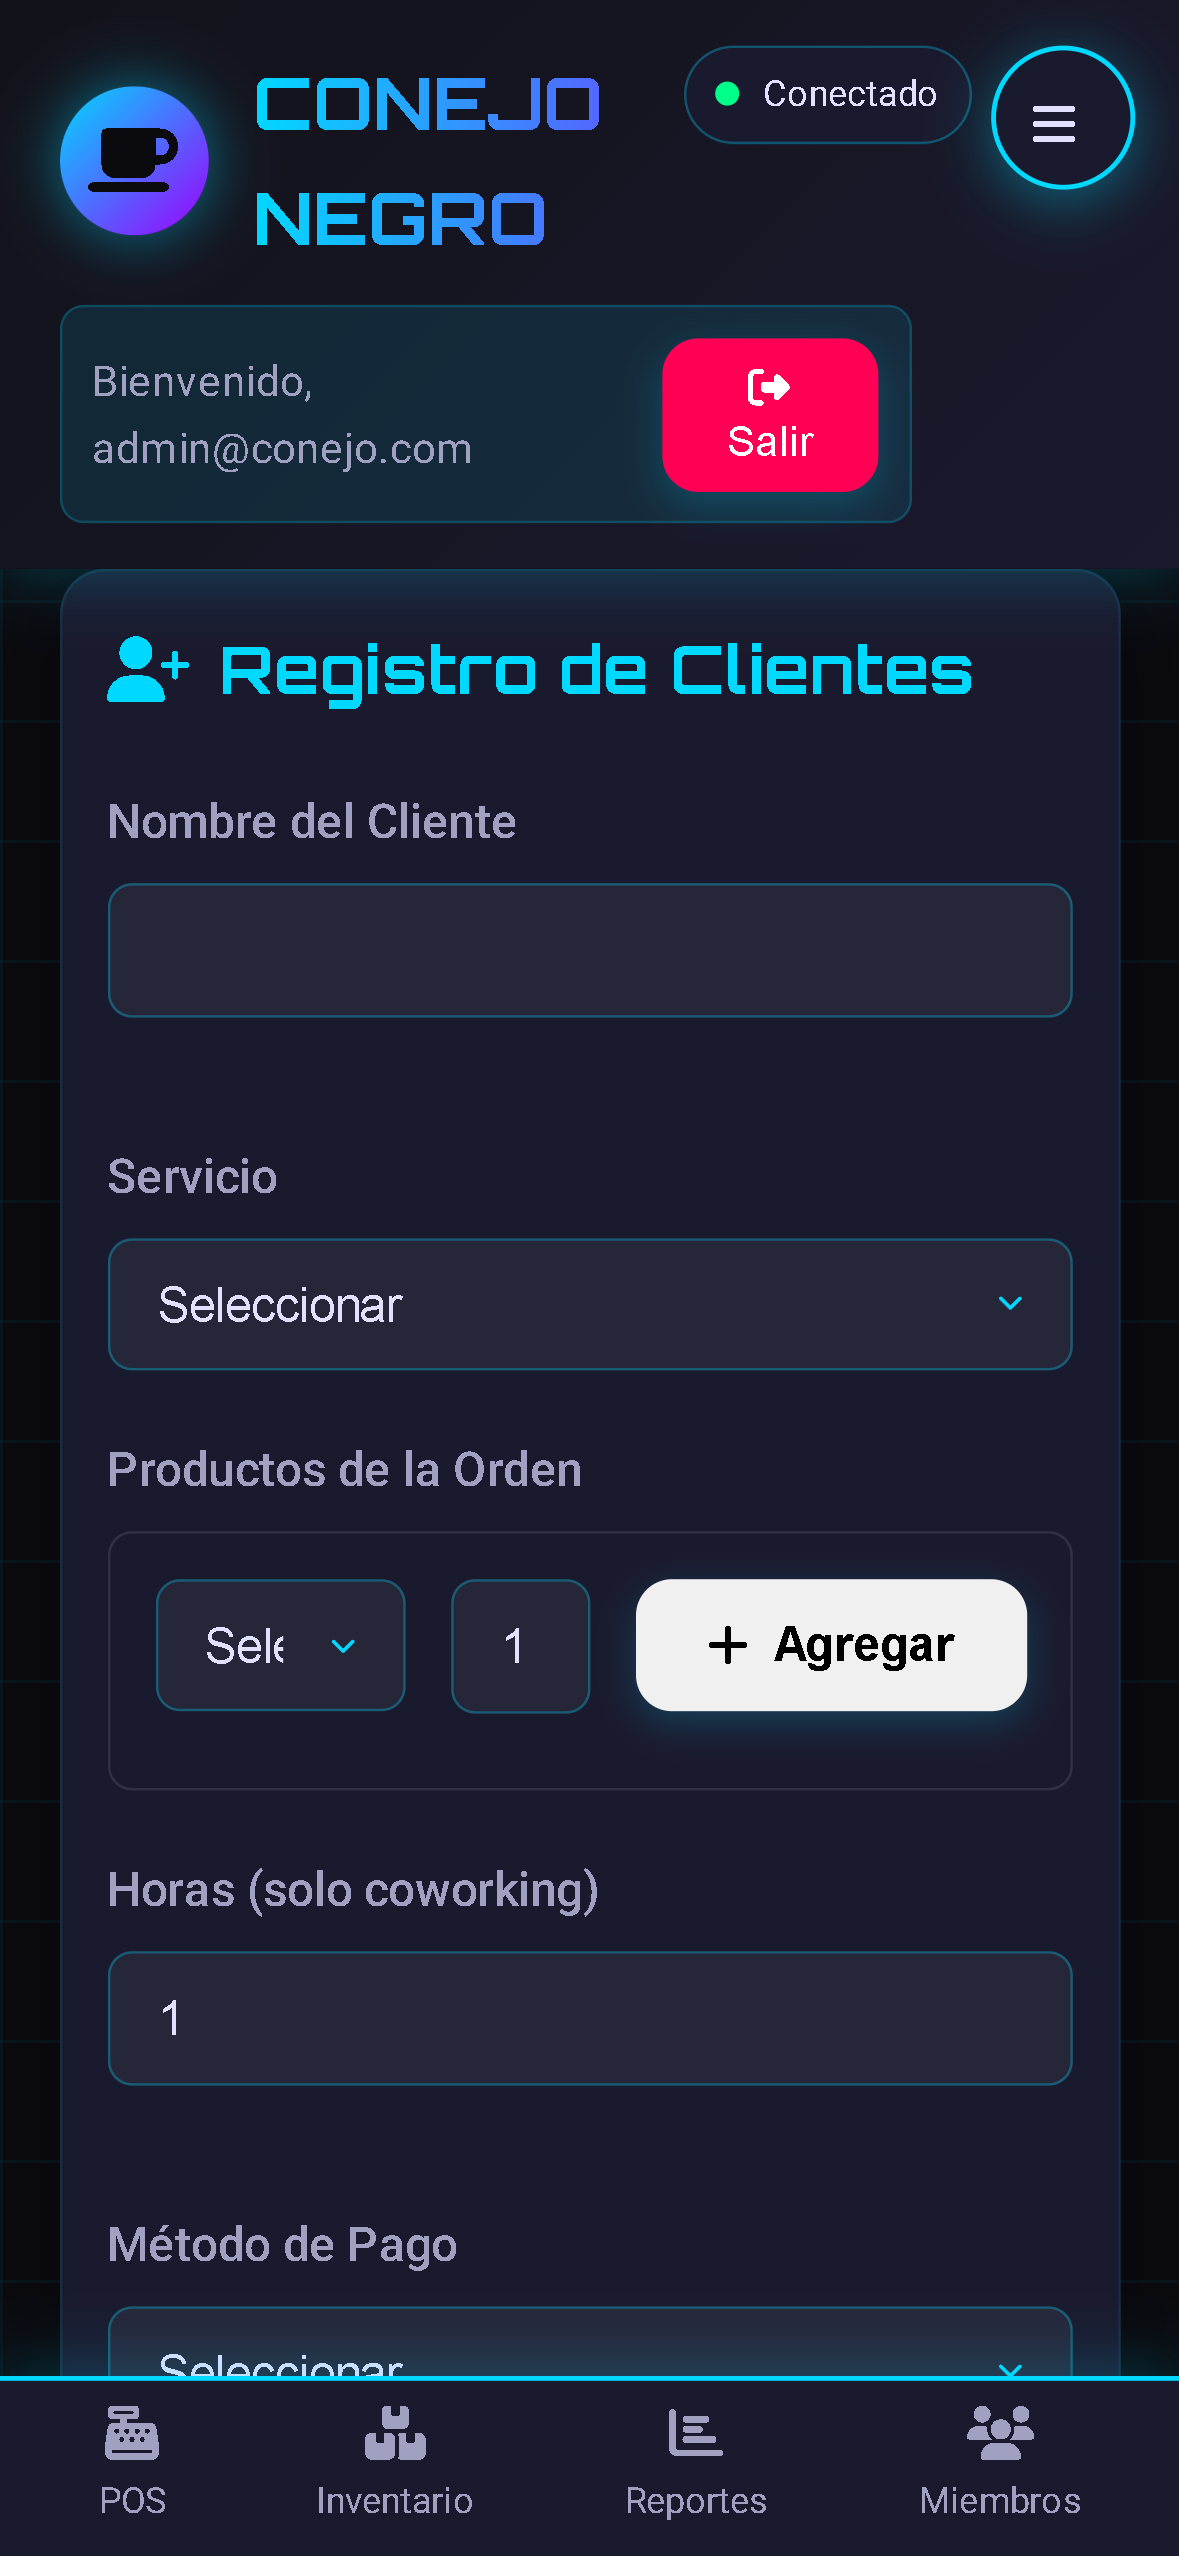 CONEJO
NEGRO
Conectado
Bienvenido,
admin@conejo.com
Salir
Registro de Clientes
Nombre del Cliente
Servicio
Seleccionar
Productos de la Orden
Sele
1
+ Agregar
Horas (solo coworking)
1
Método de Pago
Seleccionar
POS
Inventario
Reportes
Miembros